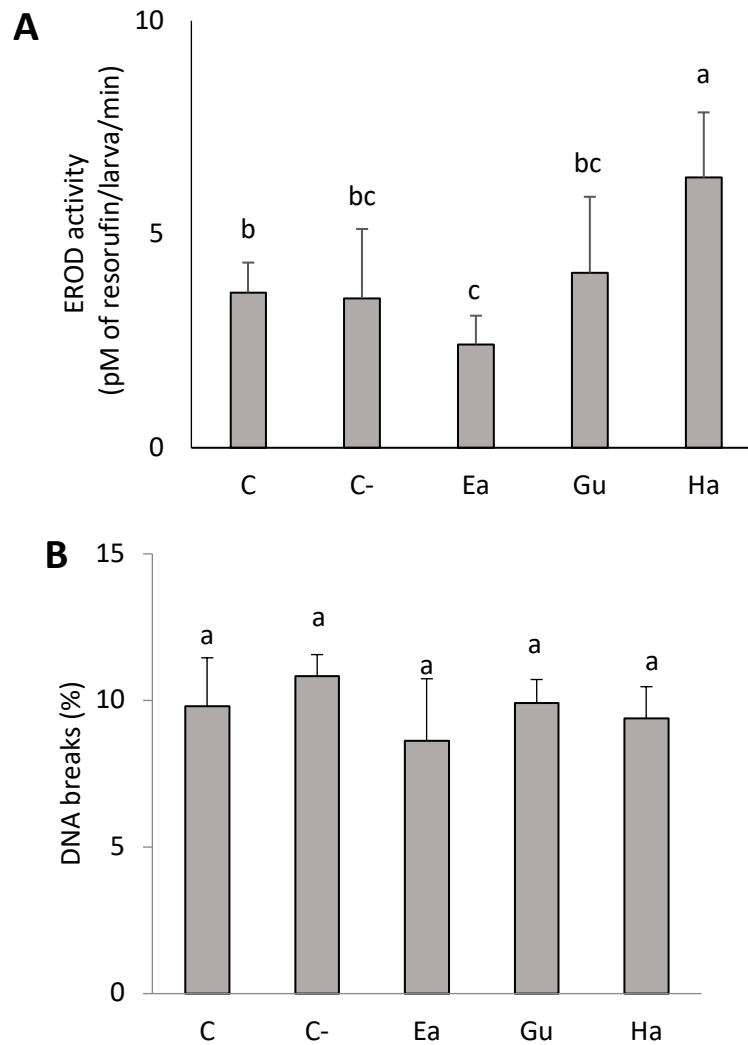 A
10
5
0
EROD activity
(pM of resorufin/larva/min)
b
bc
c
bc
a
C C- Ea Gu Ha
B
15
10
5
0
DNA breaks (%)
a
a
a
a
a
C C- Ea Gu Ha